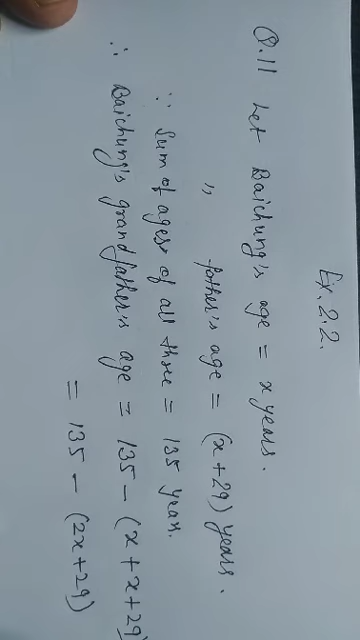 Ex. 2.2.
Q.11 Let Baichung's age = x years.
" father's age = (x+29) years.
∵ Sum of ages of all three = 135 years.
∴ Baichung's grandfather's age = 135 - (x+x+29)
= 135 - (2x+29)